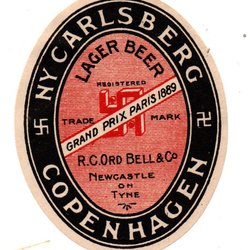 NY CARLSBERG
LAGER BEER
REGISTERED
TRADE MARK
GRAND PRIX PARIS 1889
R.C. ORD BELL & Co
NEWCASTLE
ON
TYNE
COPENHAGEN